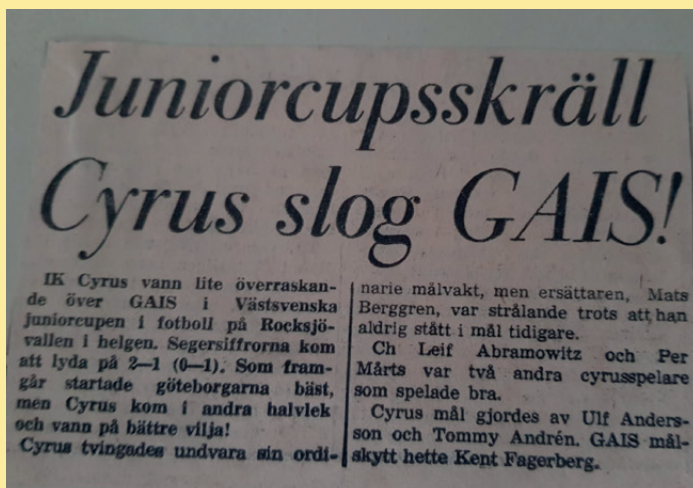 Juniorcupsskräll
Cyrus slog GAIS!
IK Cyrus vann lite överraskan-
de över GAIS i Västsvenska
juniorcupen i fotboll på Rocksjö-
vallen i helgen. Segersiffrorna kom
att lyda på 2—1 (0—1). Som fram-
går startade göteborgarna bäst,
men Cyrus kom i andra halvlek
och vann på bättre vilja!
Cyrus tvingades undvara sin ordi-
narie målvakt, men ersättaren, Mats
Berggren, var strålande trots att han
aldrig stått i mål tidigare.
Ch Leif Abramowitz och Per
Mårts var två andra cyrusspelare
som spelade bra.
Cyrus mål gjordes av Ulf Anders-
son och Tommy Andrén. GAIS mål-
skytt hette Kent Fagerberg.